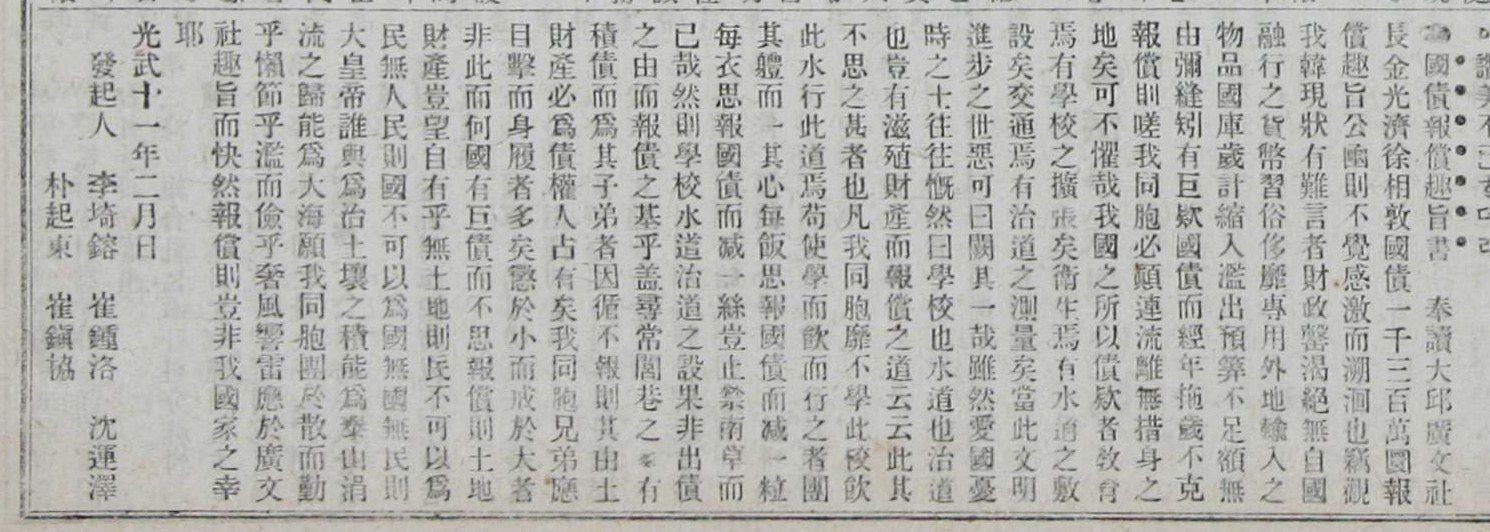 國債報償趣旨書 奉讀大邱廣文社
長金光濟徐相敦國債一千三百萬圜報
償趣旨公凾則不覺感激而溯洄也竊觀
我韓現狀有難言者財政罄渴絕無自國
融行之貨幣習俗侈靡專用外地輸入之
物品國庫歲計縮入濫出預算不足額無
由彌縫矧有巨欵國債而經年拖歲不克
報償則嗟我同胞必顚連流離無措身之
地矣可不懼哉我國之所以債欵者敎育
焉有學校之擴張矣衛生焉有水道之敷
設矣交通焉有治道之測量矣當此文明
進步之世惡可曰闕其一哉雖然愛國憂
時之士往往慨然曰學校也水道也治道
也豈有滋殖財產而報償之道云云此其
不思之甚者也凡我同胞靡不學此校飮
此水行此道焉苟使學而飮而行之者團
其軆而一其心每飯思報國債而减一粒
每衣思報國債而减一絲豈止禁南草而
已哉然則學校水道治道之設果非出債
之由而報債之基乎盖尋常閭巷之 有
積債而爲其子弟者因循不報則其由土
財產必爲債權人占有矣我同胞兄弟應
目擊而身履者多矣懲於小而戒於大者
非此而何國有巨債而不思報償則土地
財產豈望自有乎無土地則民不可以爲
民無人民則國不可以爲國無國無民則
大皇帝誰與爲治土壤之積能爲泰山涓
流之歸能爲大海願我同胞團於散而勤
乎懶節乎濫而儉乎奢風響雷應於廣文
社趣旨而快然報償則豈非我國家之幸
耶
光武十一年二月日
發起人 李埼鎔 崔鍾洛 沈運澤
朴起東 崔鎭協